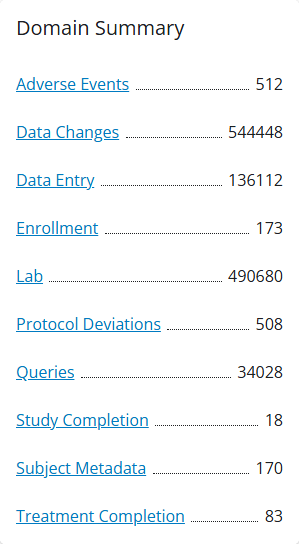 Domain Summary
Adverse Events 512
Data Changes 544448
Data Entry 136112
Enrollment 173
Lab 490680
Protocol Deviations 508
Queries 34028
Study Completion 18
Subject Metadata 170
Treatment Completion 83